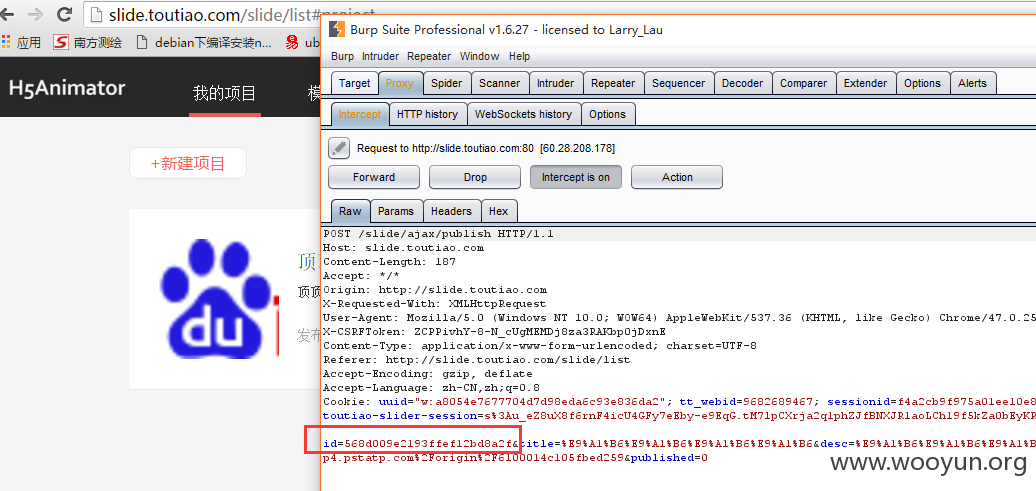 slide.toutiao.com/slide/list#project
应用
南方测绘
debian下编译安装n...
ub
H5Animator
我的项目
模
+新建项目
du
顶
顶顶
发布
Burp Suite Professional v1.6.27 - licensed to Larry_Lau
Burp Intruder Repeater Window Help
Target Proxy Spider Scanner Intruder Repeater Sequencer Decoder Comparer Extender Options Alerts
Intercept HTTP history WebSockets history Options
Request to http://slide.toutiao.com:80 [60.28.208.178]
Forward Drop Intercept is on Action
Raw Params Headers Hex
POST /slide/ajax/publish HTTP/1.1
Host: slide.toutiao.com
Content-Length: 187
Accept: */*
Origin: http://slide.toutiao.com
X-Requested-With: XMLHttpRequest
User-Agent: Mozilla/5.0 (Windows NT 10.0; WOW64) AppleWebKit/537.36 (KHTML, like Gecko) Chrome/47.0.25
X-CSRFToken: ZCPPivhY-8-N_cUgMEMDj8za3RAKbp0jDxnE
Content-Type: application/x-www-form-urlencoded; charset=UTF-8
Referer: http://slide.toutiao.com/slide/list
Accept-Encoding: gzip, deflate
Accept-Language: zh-CN,zh;q=0.8
Cookie: uuid="w:a8054e7677704d7d98eda6c93e836da2"; tt_webid=9682689467; sessionid=f4a2cb9f975a01ee10e8
toutiao-slider-session=s%3Au_eZ8uX8f6rnF4icU4GFy7eEby-e9EqG.tM7lpCXrja2qlphZJfBNXJRlaoLCh19f5kZa0bEyKR
id=568d009e2193ffef12bd8a2f&title=%E9%A1%B6%E9%A1%B6%E9%A1%B6%E9%A1%B6&desc=%E9%A1%B6%E9%A1%B6%E9%A1%B6
p4.pstatp.com%2Forigin%2F6100014c105fbed259&published=0
www.wooyun.org